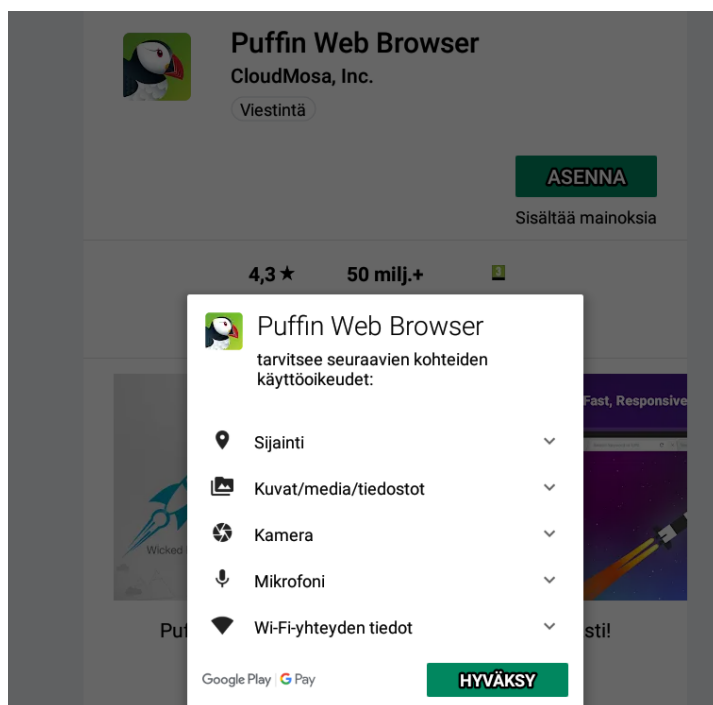 Puffin Web Browser
CloudMosa, Inc.
Viestintä
ASENNA
Sisältää mainoksia
4,3 ★ 50 milj.+ 3
Puffin Web Browser
tarvitsee seuraavien kohteiden
käyttöoikeudet:
Fast, Responsive
Sijainti
Kuvat/media/tiedostot
Wicked
Kamera
Mikrofoni
Wi-Fi-yhteyden tiedot
sti!
Google Play | G Pay
HYVÄKSY